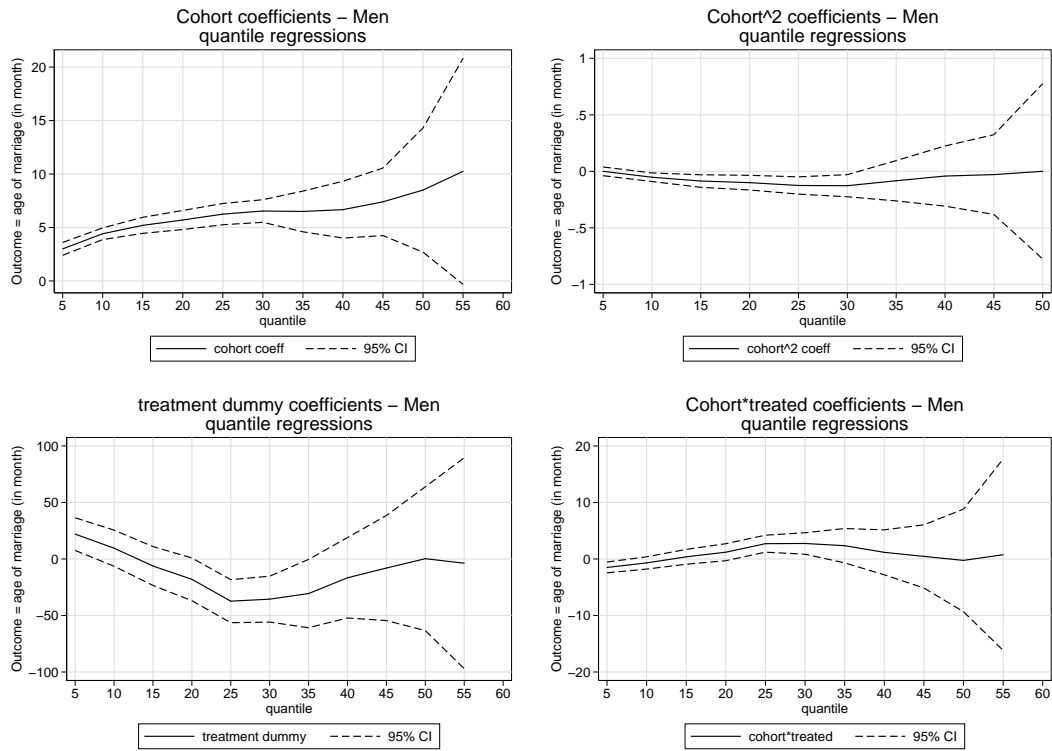 Cohort coefficients – Men
quantile regressions
Outcome = age of marriage (in month)
20
15
10
5
0
5 10 15 20 25 30 35 40 45 50 55 60
quantile
cohort coeff 95% CI
Cohort^2 coefficients – Men
quantile regressions
Outcome = age of marriage (in month)
1
.5
0
–.5
–1
5 10 15 20 25 30 35 40 45 50
quantile
cohort^2 coeff 95% CI
treatment dummy coefficients – Men
quantile regressions
Outcome = age of marriage (in month)
100
50
0
–50
–100
5 10 15 20 25 30 35 40 45 50 55 60
quantile
treatment dummy 95% CI
Cohort*treated coefficients – Men
quantile regressions
Outcome = age of marriage (in month)
20
10
0
–10
–20
5 10 15 20 25 30 35 40 45 50 55 60
quantile
cohort*treated 95% CI